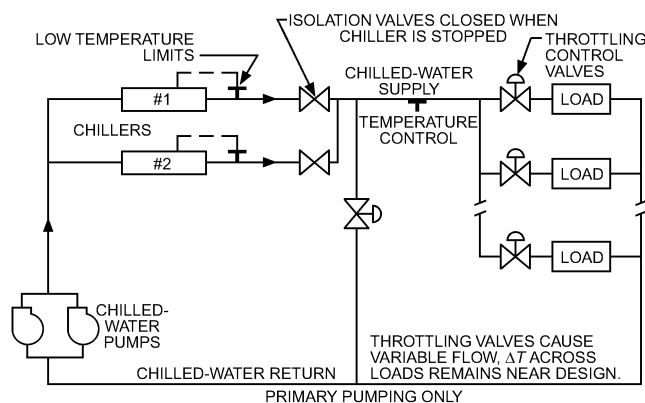 ISOLATION VALVES CLOSED WHEN
CHILLER IS STOPPED
LOW TEMPERATURE
LIMITS
THROTTLING
CONTROL
VALVES
CHILLED-WATER
SUPPLY
#1
LOAD
TEMPERATURE
CONTROL
CHILLERS
#2
LOAD
LOAD
CHILLED-
WATER
PUMPS
THROTTLING VALVES CAUSE
VARIABLE FLOW, ΔT ACROSS
LOADS REMAINS NEAR DESIGN.
CHILLED-WATER RETURN
PRIMARY PUMPING ONLY